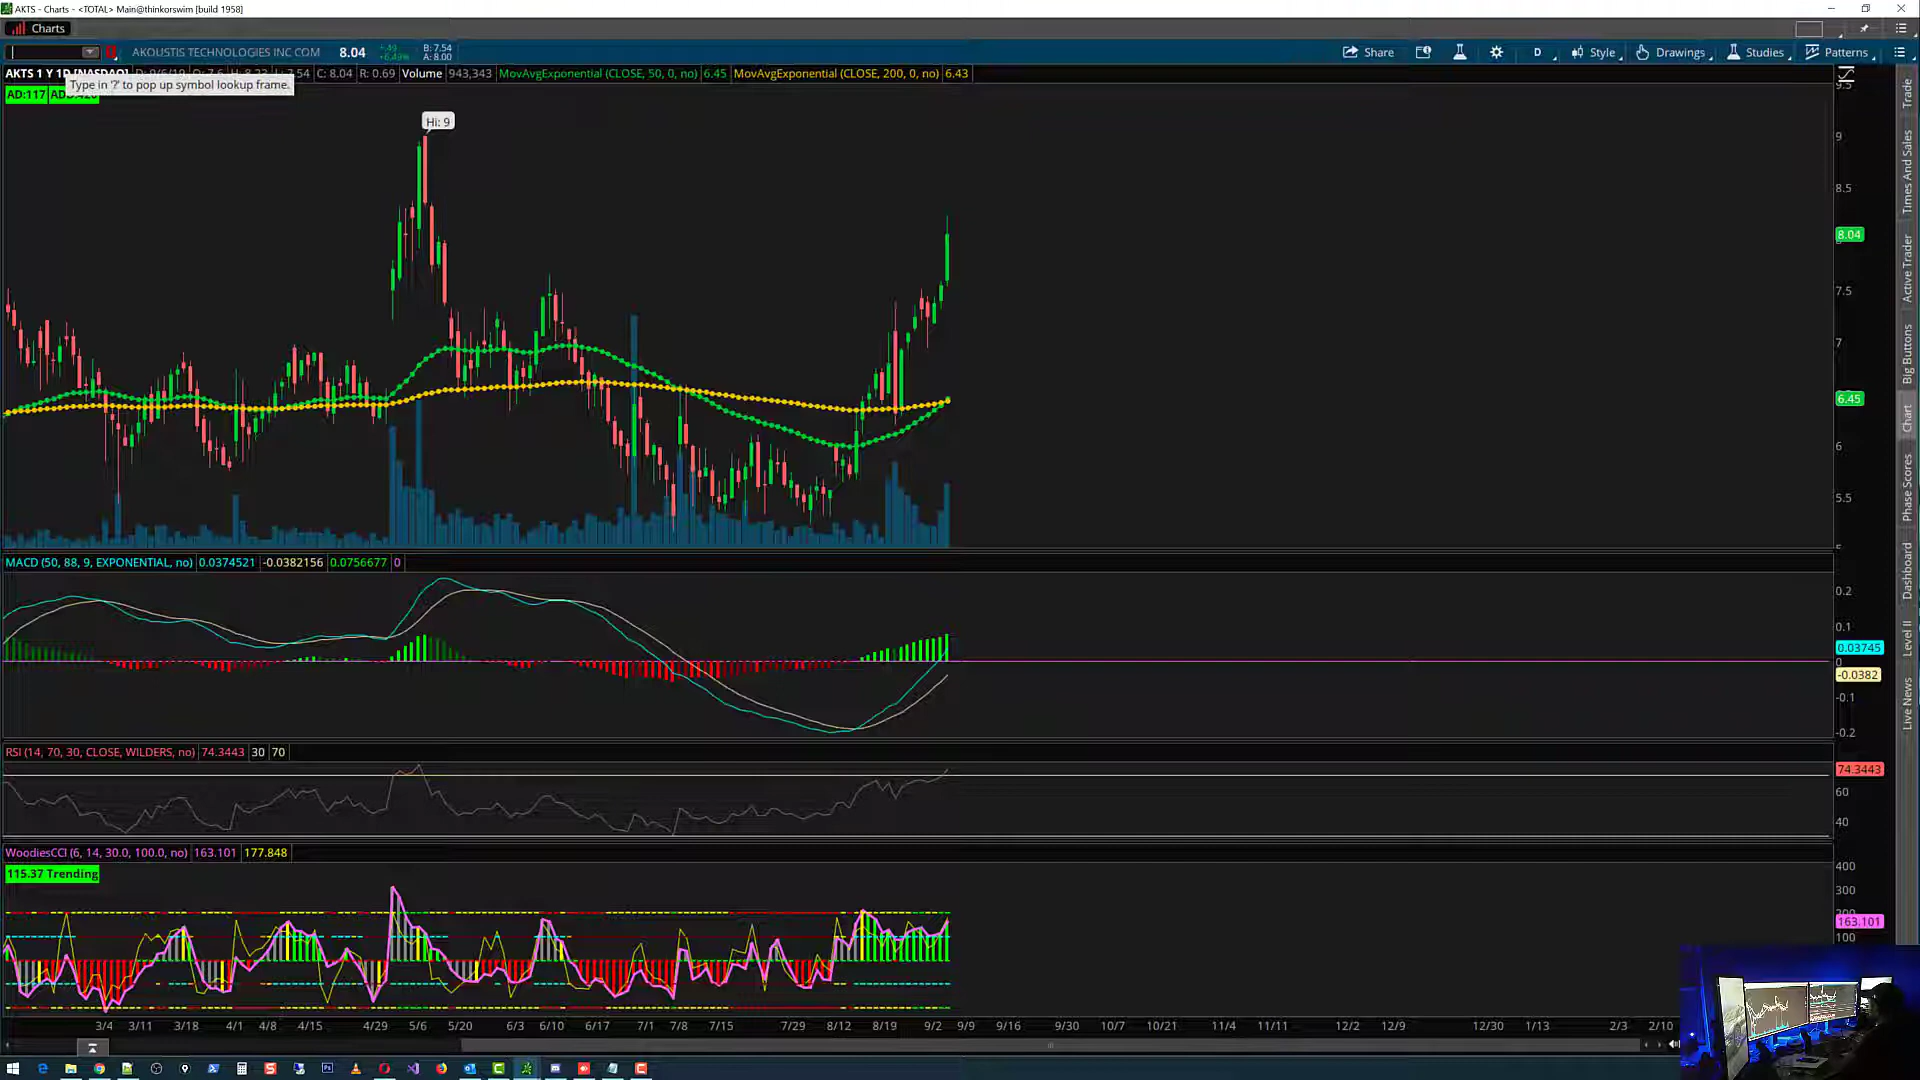 AKTS - Charts - <TOTAL> Main@thinkorswim [build 1958]
Charts
AKOUSTIS TECHNOLOGIES INC COM 8.04 B: 7.54
A: 8.00
Share D Style Drawings Studies Patterns
AKTS 1 Y 1D [NASDAQ] C: 8.04 R: 0.69 Volume 943,343 MovAvgExponential (CLOSE, 50, 0, no) 6.45 MovAvgExponential (CLOSE, 200, 0, no) 6.43
Type in '?' to pop up symbol lookup frame.
AD:117
Hi: 9
9.5
9
8.5
8.04
7.5
7
6.45
6
5.5
MACD (50, 88, 9, EXPONENTIAL, no) 0.0374521 -0.0382156 0.0756677 0
0.2
0.1
0.03745
0
-0.0382
-0.1
-0.2
RSI (14, 70, 30, CLOSE, WILDERS, no) 74.3443 30 70
74.3443
60
40
WoodiesCCI (6, 14, 30.0, 100.0, no) 163.101 177.848
115.37 Trending
400
300
163.101
100
3/4 3/11 3/18 4/1 4/8 4/15 4/29 5/6 5/20 6/3 6/10 6/17 7/1 7/8 7/15 7/29 8/12 8/19 9/2 9/9 9/16 9/30 10/7 10/21 11/4 11/11 12/2 12/9 12/30 1/13 2/3 2/10
Trade
Times And Sales
Active Trader
Big Buttons
Chart
Phase Scores
Dashboard
Level II
Live News